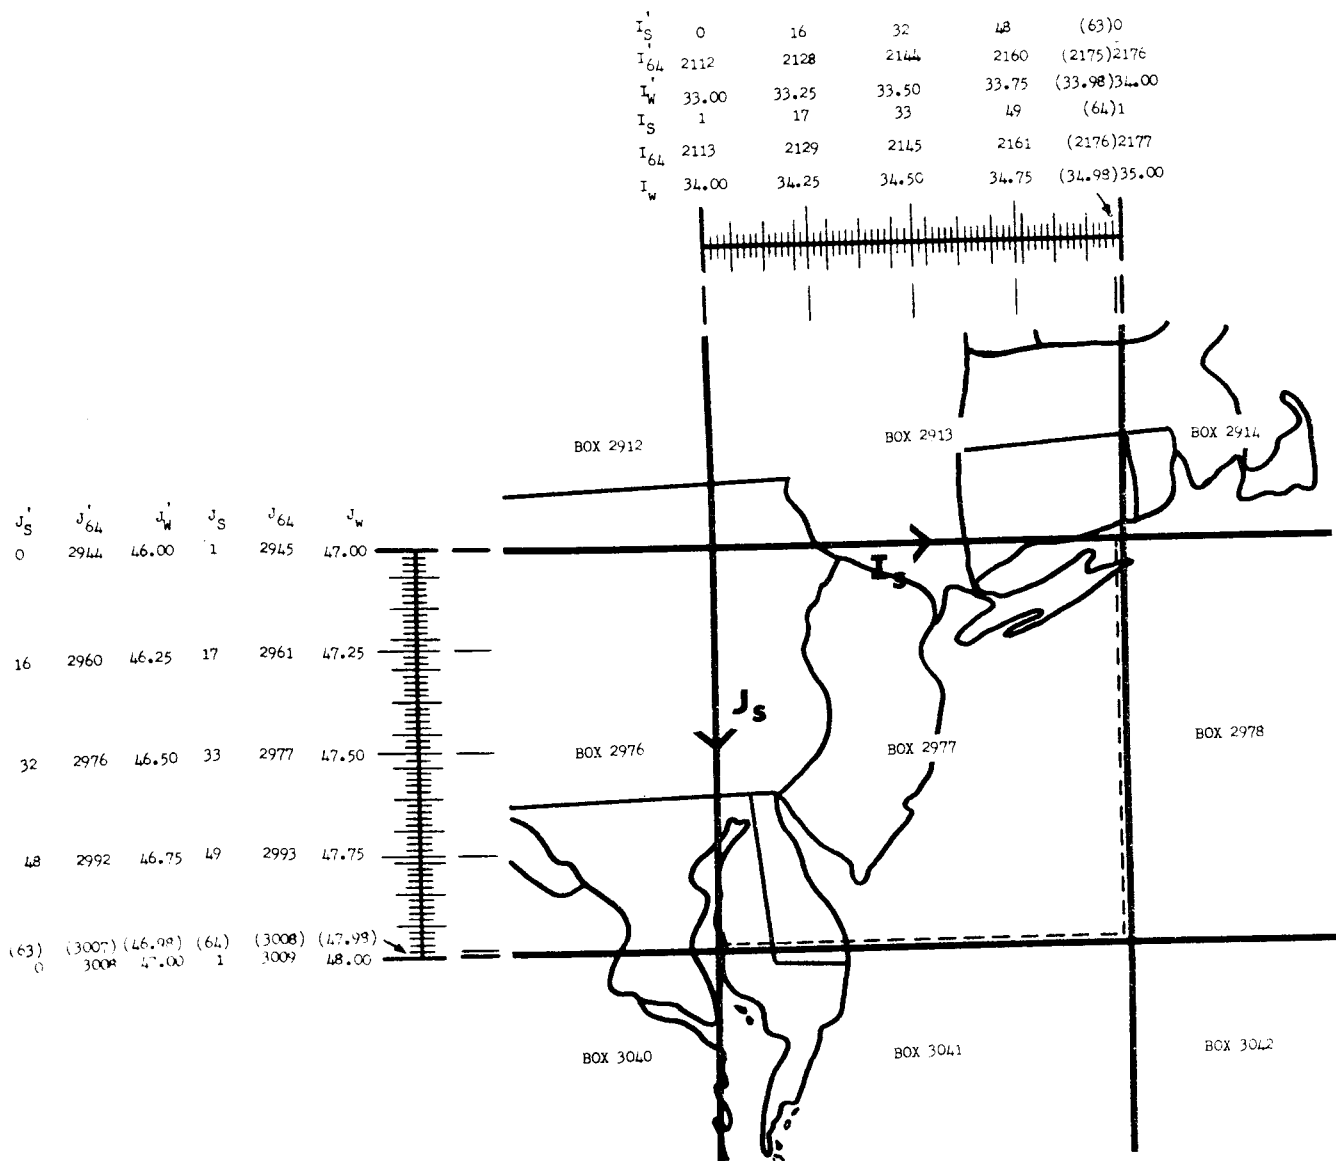 I'S 0 16 32 48 (63)0
I'64 2112 2128 2144 2160 (2175)2176
I'W 33.00 33.25 33.50 33.75 (33.98)34.00
IS 1 17 33 49 (64)1
I64 2113 2129 2145 2161 (2176)2177
IW 34.00 34.25 34.50 34.75 (34.98)35.00
BOX 2912 BOX 2913 BOX 2914
J'S J'64 J'W JS J64 JW
0 2944 46.00 1 2945 47.00
Is
16 2960 46.25 17 2961 47.25
Js
32 2976 46.50 33 2977 47.50
BOX 2976 BOX 2977 BOX 2978
48 2992 46.75 49 2993 47.75
(63) (3007) (46.98) (64) (3008) (47.98)
0 3008 47.00 1 3009 48.00
BOX 3040 BOX 3041 BOX 3042